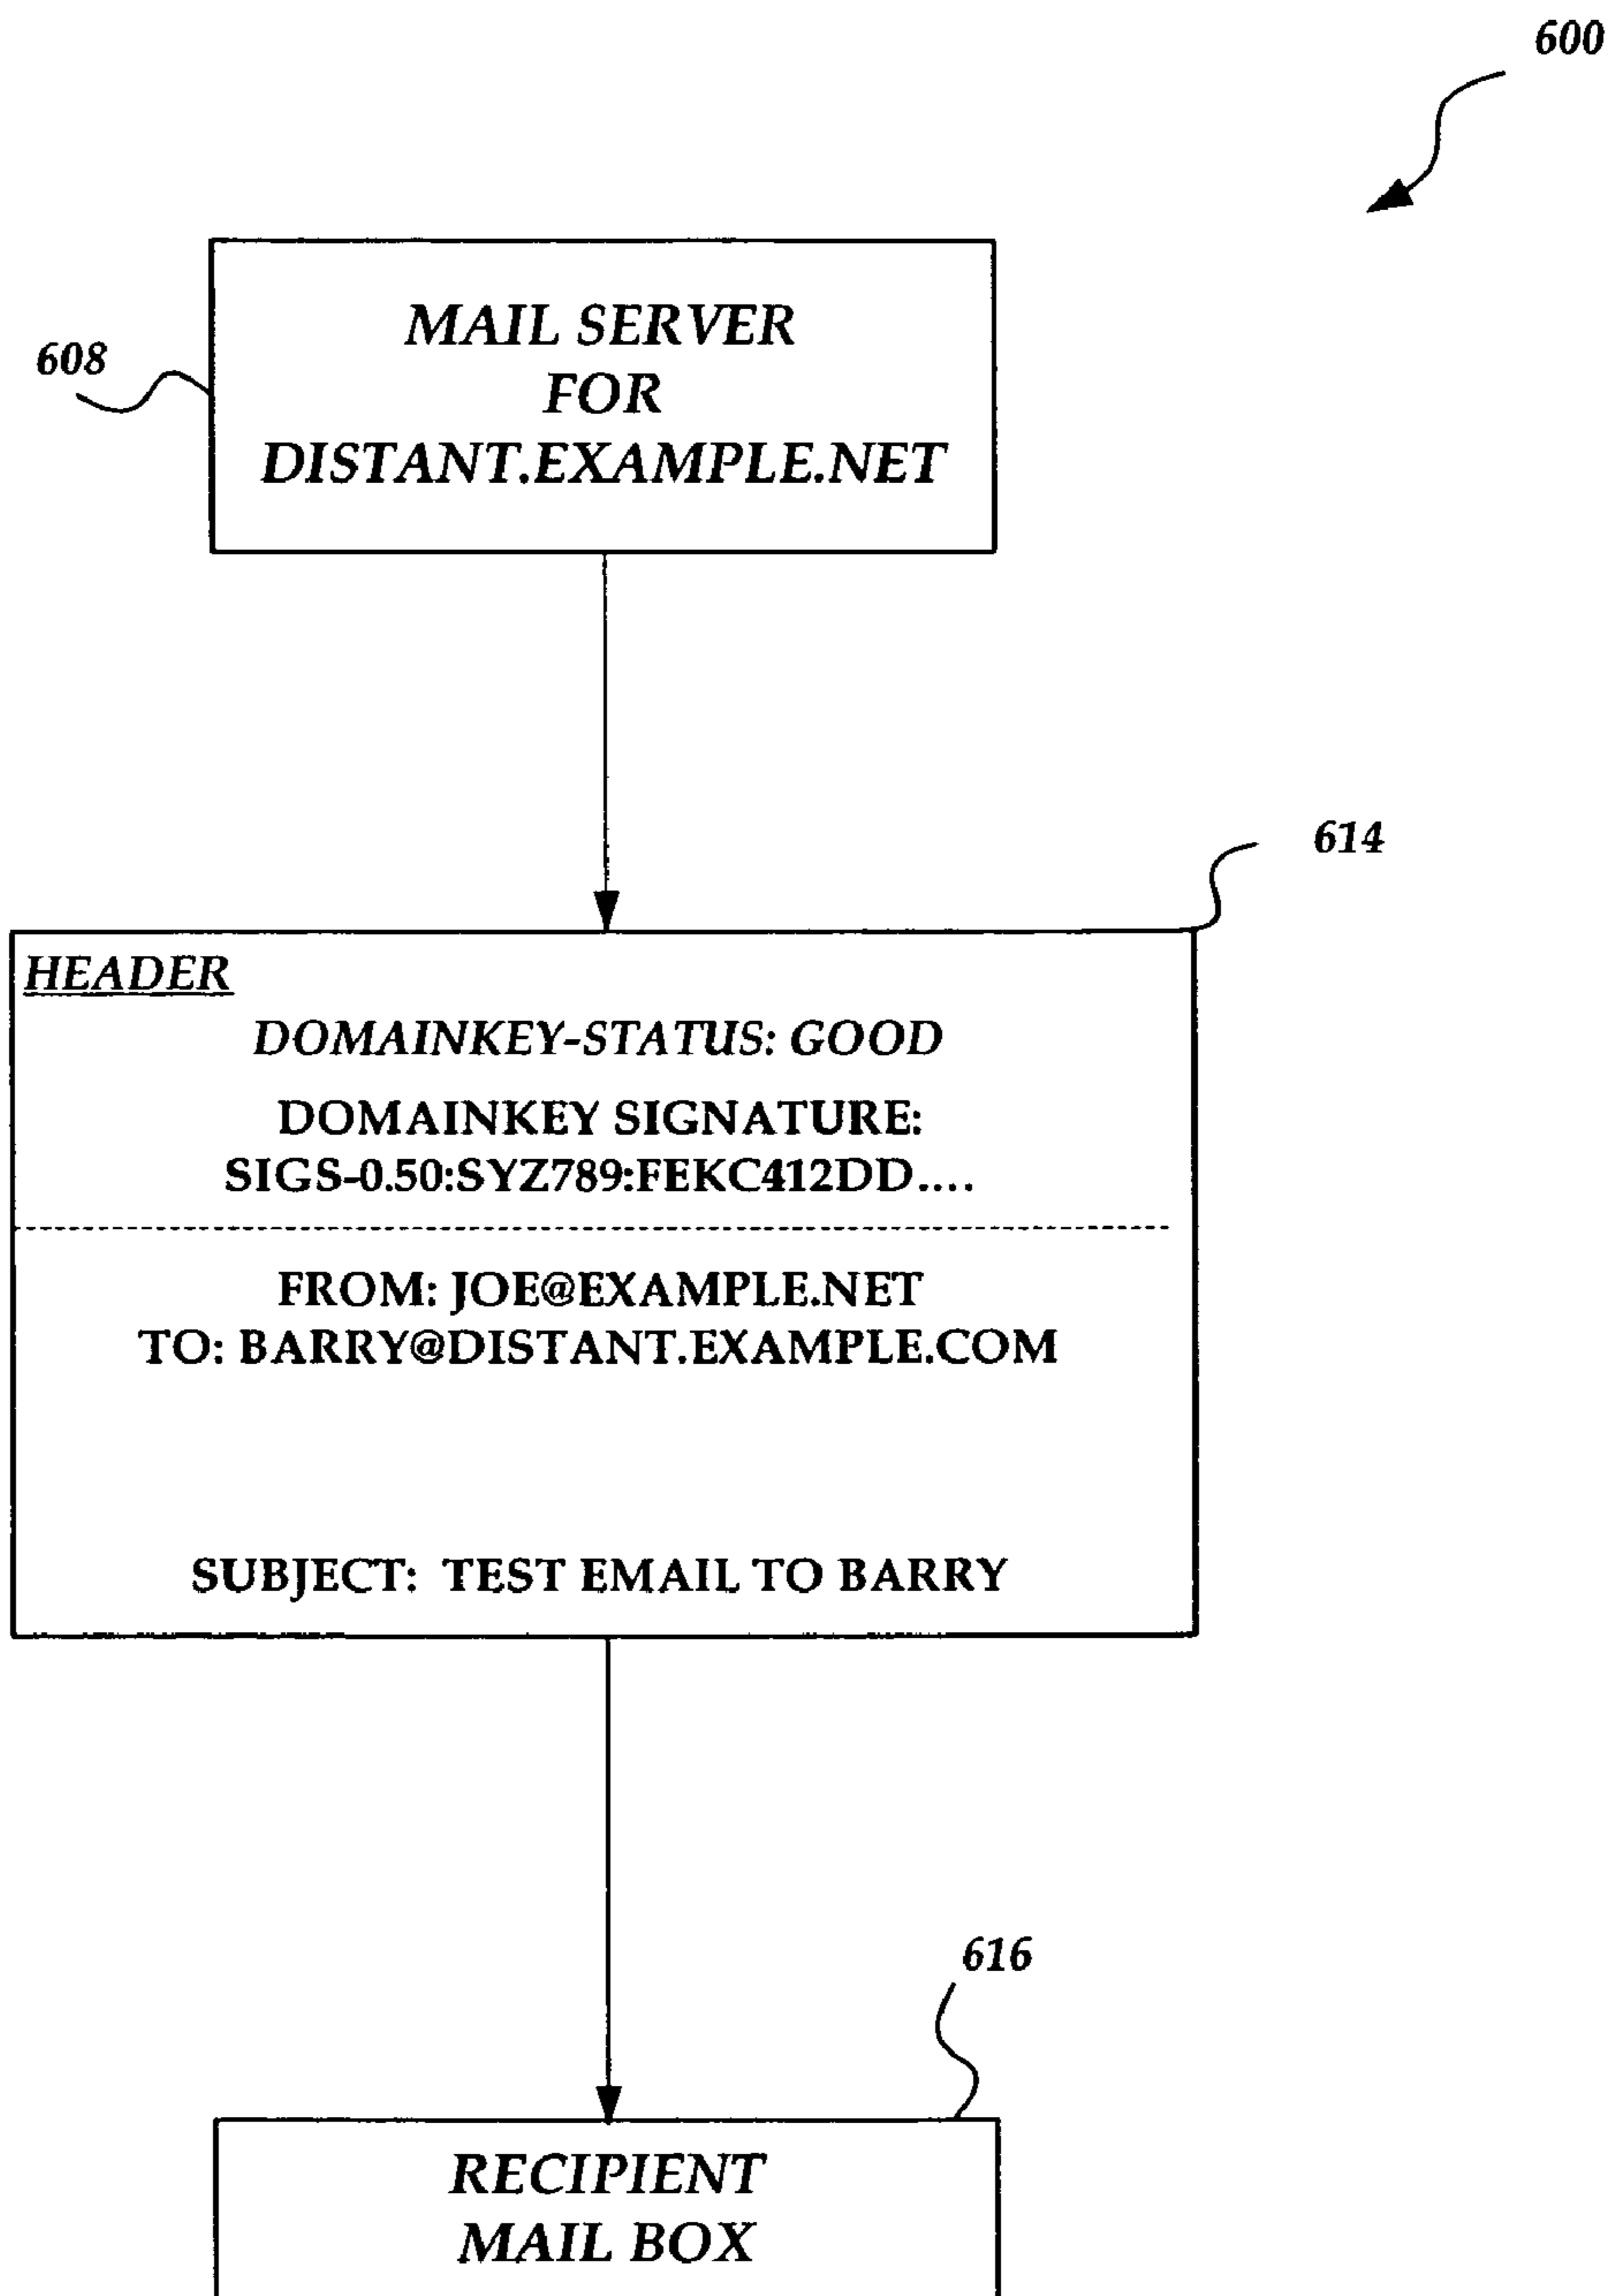 600
608
MAIL SERVER
FOR
DISTANT.EXAMPLE.NET
614
HEADER
DOMAINKEY-STATUS: GOOD
DOMAINKEY SIGNATURE:
SIGS-0.50:SYZ789:FEKC412DD....
FROM: JOE@EXAMPLE.NET
TO: BARRY@DISTANT.EXAMPLE.COM
SUBJECT: TEST EMAIL TO BARRY
616
RECIPIENT
MAIL BOX